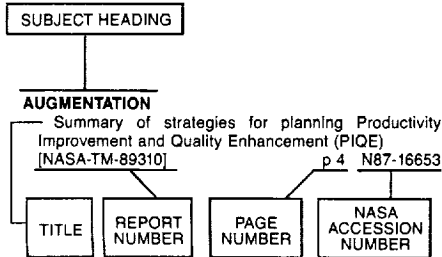 SUBJECT HEADING
AUGMENTATION
Summary of strategies for planning Productivity
Improvement and Quality Enhancement (PIQE)
[NASA-TM-89310] p 4 N87-16653
TITLE
REPORT
NUMBER
PAGE
NUMBER
NASA
ACCESSION
NUMBER